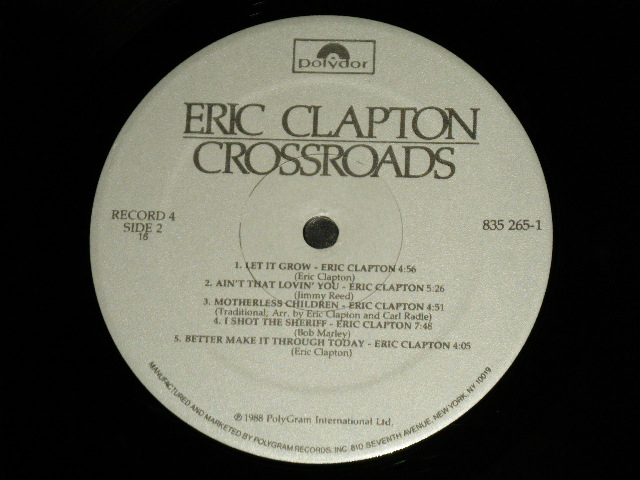 polydor
ERIC CLAPTON
CROSSROADS
RECORD 4
SIDE 2
16
835 265-1
1. LET IT GROW - ERIC CLAPTON 4:56
(Eric Clapton)
2. AIN'T THAT LOVIN' YOU - ERIC CLAPTON 5:26
(Jimmy Reed)
3. MOTHERLESS CHILDREN - ERIC CLAPTON 4:51
(Traditional, Arr. by Eric Clapton and Carl Radle)
4. I SHOT THE SHERIFF - ERIC CLAPTON 7:48
(Bob Marley)
5. BETTER MAKE IT THROUGH TODAY - ERIC CLAPTON 4:05
(Eric Clapton)
℗ 1988 PolyGram International Ltd.
MANUFACTURED AND MARKETED BY POLYGRAM RECORDS, INC. 810 SEVENTH AVENUE, NEW YORK, NY 10019